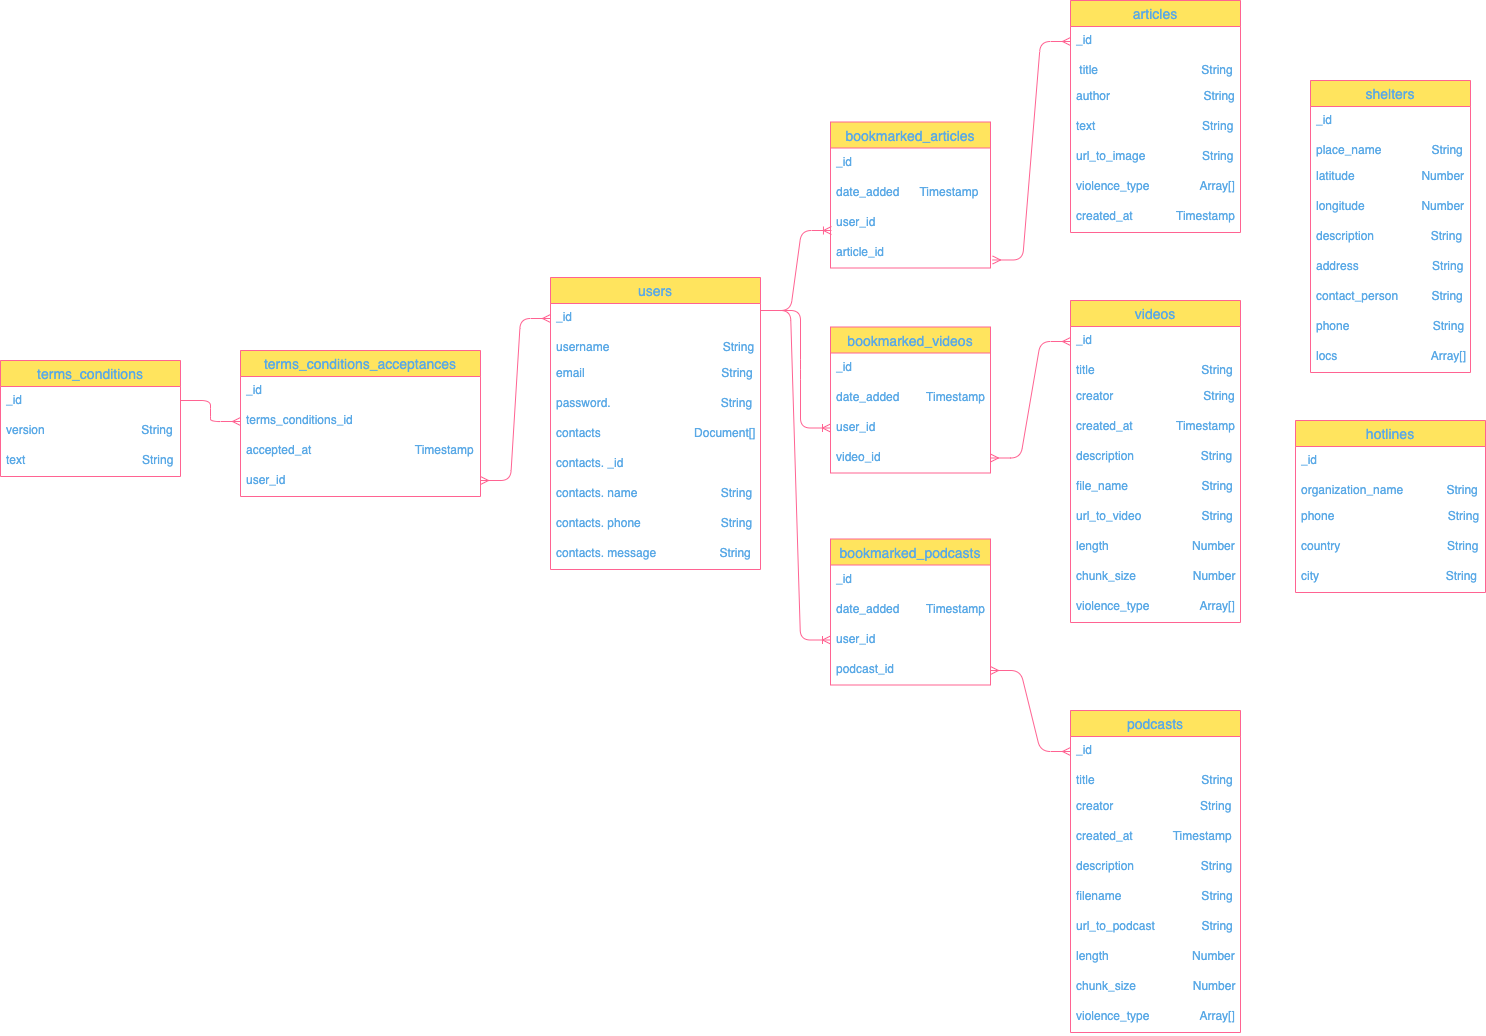 terms_conditions
_id
version String
text String
terms_conditions_acceptances
_id
terms_conditions_id
accepted_at Timestamp
user_id
users
_id
username String
email String
password. String
contacts Document[]
contacts. _id
contacts. name String
contacts. phone String
contacts. message String
bookmarked_articles
_id
date_added Timestamp
user_id
article_id
bookmarked_videos
_id
date_added Timestamp
user_id
video_id
bookmarked_podcasts
_id
date_added Timestamp
user_id
podcast_id
articles
_id
title String
author String
text String
url_to_image String
violence_type Array[]
created_at Timestamp
videos
_id
title String
creator String
created_at Timestamp
description String
file_name String
url_to_video String
length Number
chunk_size Number
violence_type Array[]
podcasts
_id
title String
creator String
created_at Timestamp
description String
filename String
url_to_podcast String
length Number
chunk_size Number
violence_type Array[]
shelters
_id
place_name String
latitude Number
longitude Number
description String
address String
contact_person String
phone String
locs Array[]
hotlines
_id
organization_name String
phone String
country String
city String